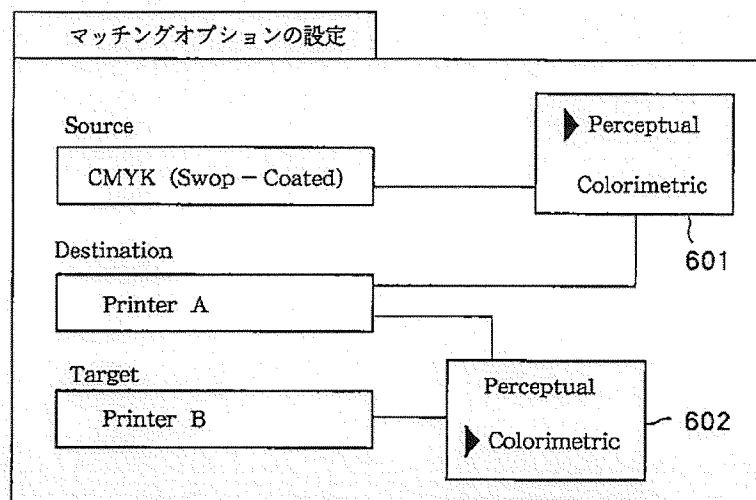 マッチングオプションの設定
Source
CMYK (Swop-Coated)
Perceptual
Colorimetric
601
Destination
Printer A
Target
Printer B
Perceptual
Colorimetric
602